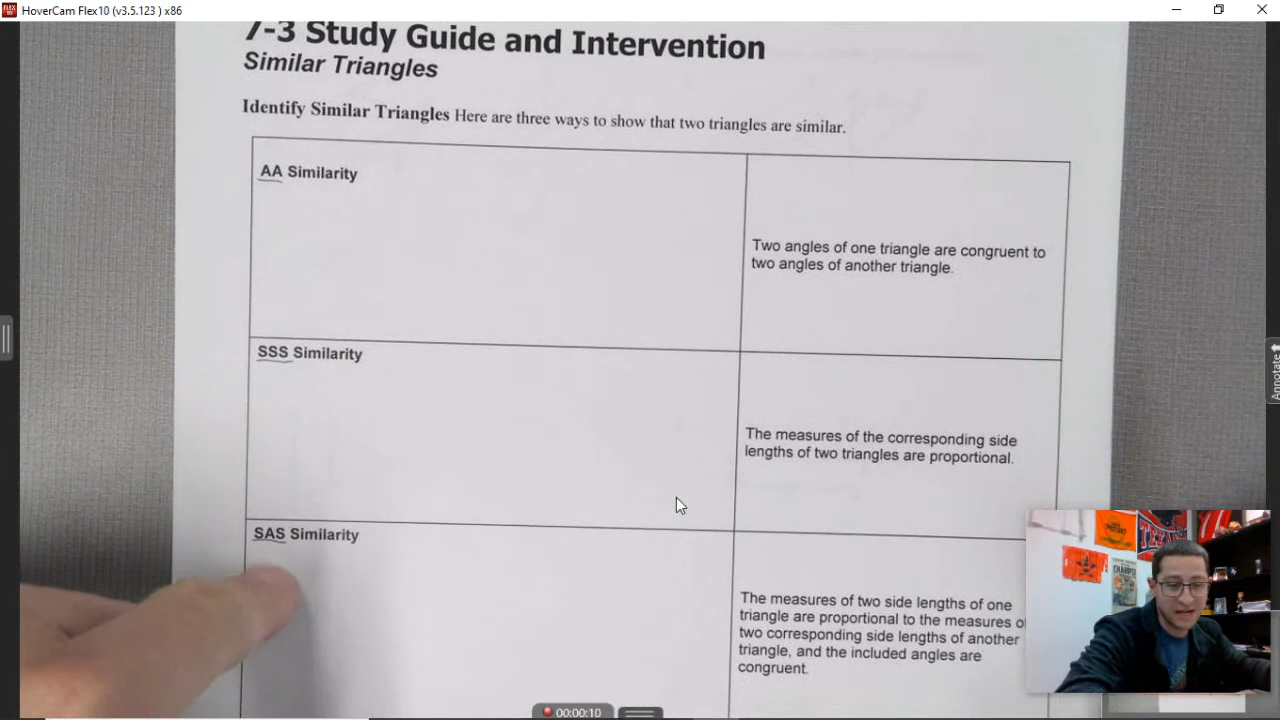 HoverCam Flex10 (v3.5.123 ) x86
7-3 Study Guide and Intervention
Similar Triangles
Identify Similar Triangles Here are three ways to show that two triangles are similar.
AA Similarity
Two angles of one triangle are congruent to
two angles of another triangle.
SSS Similarity
The measures of the corresponding side
lengths of two triangles are proportional.
SAS Similarity
The measures of two side lengths of one
triangle are proportional to the measures
two corresponding side lengths of another
triangle, and the included angles are
congruent.
Annotate
TEXANS
CHAMPS
00:00:10